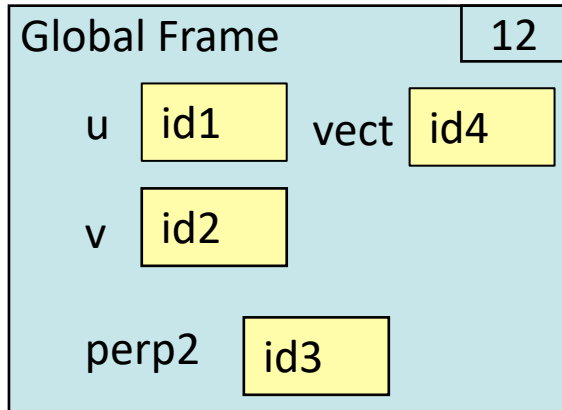 Global Frame 12
u id1 vect id4
v id2
perp2 id3